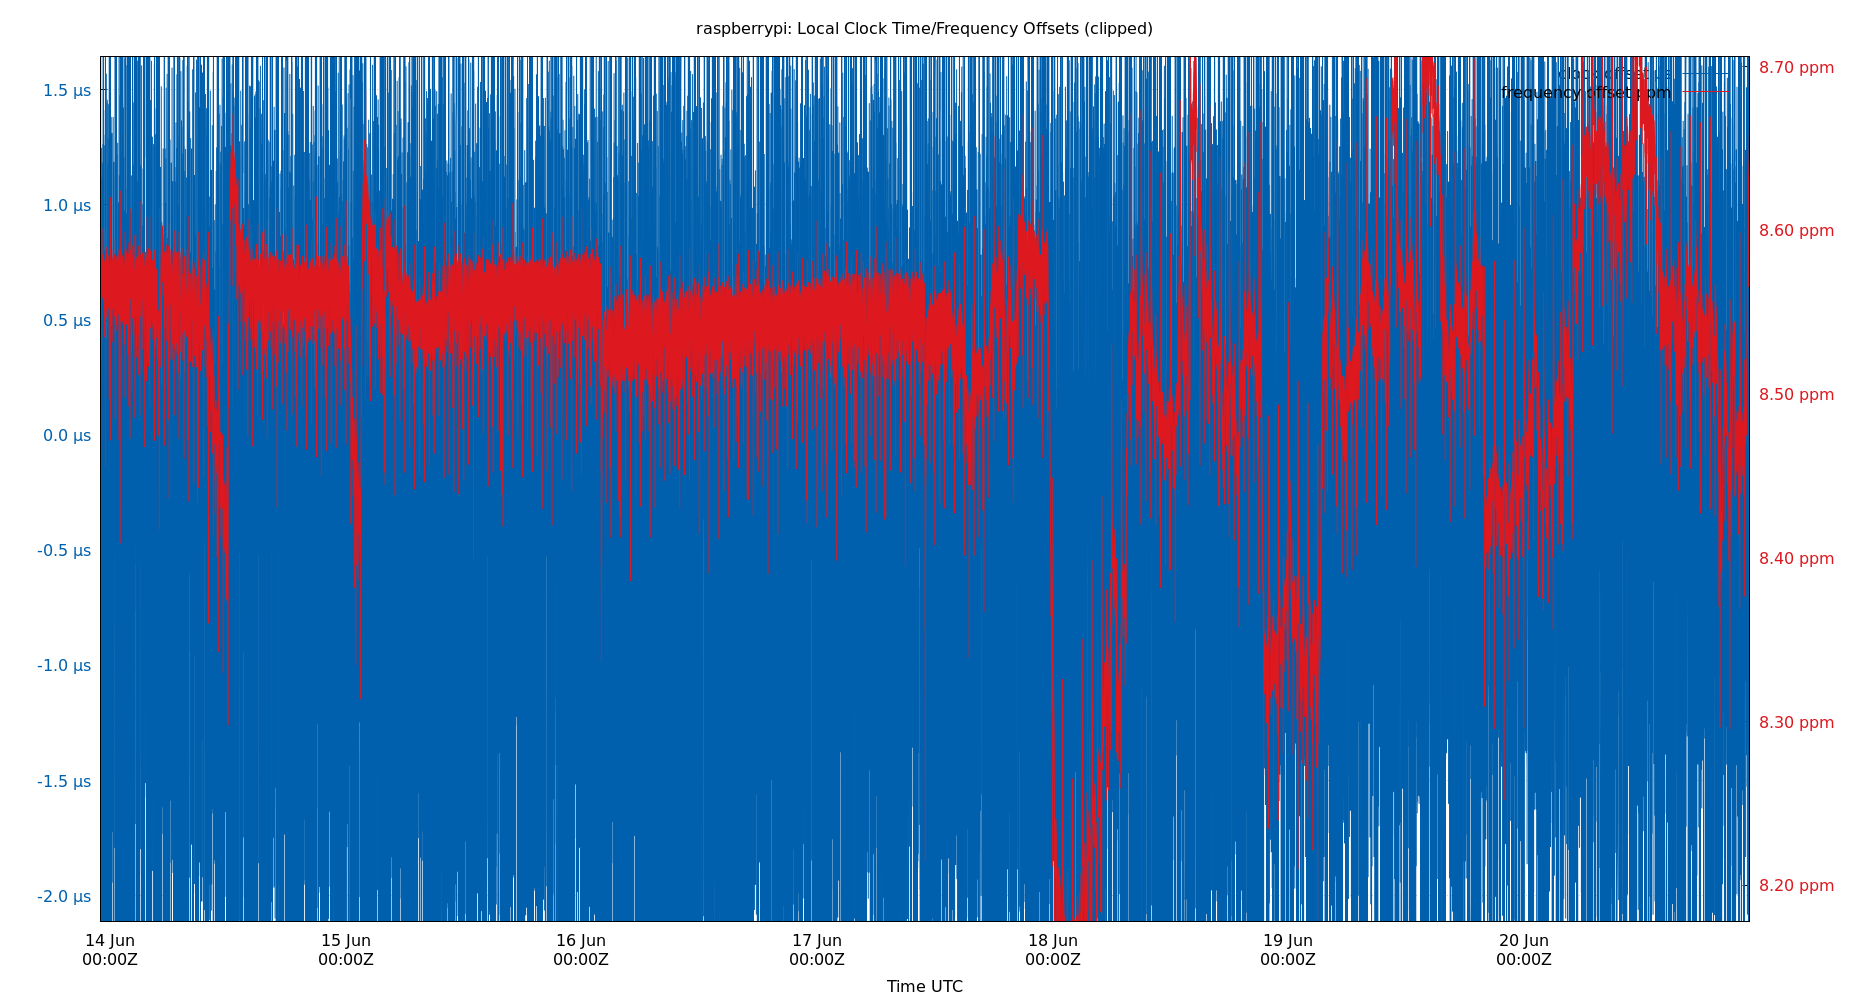 raspberrypi: Local Clock Time/Frequency Offsets (clipped)
clock offset µs
frequency offset ppm
1.5 µs
1.0 µs
0.5 µs
0.0 µs
-0.5 µs
-1.0 µs
-1.5 µs
-2.0 µs
8.70 ppm
8.60 ppm
8.50 ppm
8.40 ppm
8.30 ppm
8.20 ppm
14 Jun
00:00Z
15 Jun
00:00Z
16 Jun
00:00Z
17 Jun
00:00Z
18 Jun
00:00Z
19 Jun
00:00Z
20 Jun
00:00Z
Time UTC